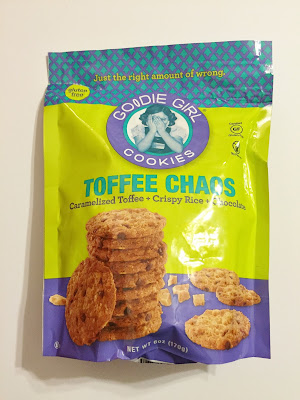 Just the right amount of wrong.
gluten free
GOODIE GIRL
COOKIES
TOFFEE CHAOS
Caramelized Toffee + Crispy Rice + Chocolate
NET WT 6oz (170g)